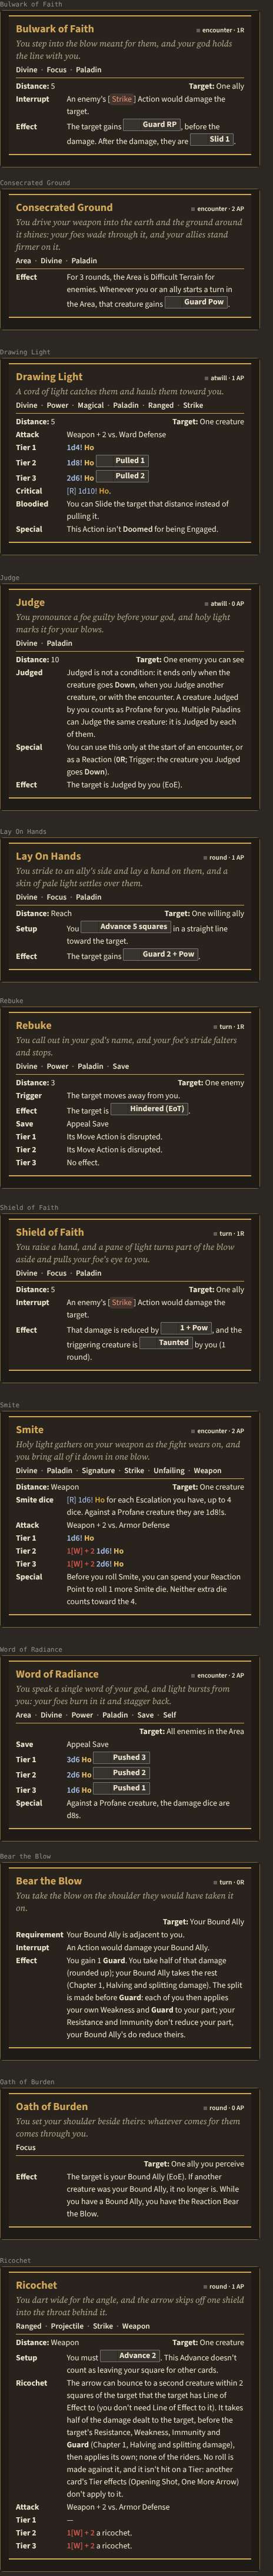 Bulwark of Faith
Bulwark of Faith
encounter · 1R
You step into the blow meant for them, and your god holds
the line with you.
Divine · Focus · Paladin
Distance: 5 Target: One ally
Interrupt An enemy's [Strike] Action would damage the
target.
Effect The target gains Guard RP, before the
damage. After the damage, they are Slid 1.
Consecrated Ground
Consecrated Ground
encounter · 2 AP
You drive your weapon into the earth and the ground around
it shines; your foes wade through it, and your allies stand
firmer on it.
Area · Divine · Paladin
Effect For 3 rounds, the Area is Difficult Terrain for
enemies. Whenever you or an ally starts a turn in
the Area, that creature gains Guard Pow.
Drawing Light
Drawing Light
atwill · 1 AP
A cord of light catches them and hauls them toward you.
Divine · Power · Magical · Paladin · Ranged · Strike
Distance: 5 Target: One creature
Attack Weapon + 2 vs. Ward Defense
Tier 1 1d4! Ho
Tier 2 1d8! Ho Pulled 1
Tier 3 2d6! Ho Pulled 2
Critical [R] 1d10! Ho.
Bloodied You can Slide the target that distance instead of
pulling it.
Special This Action isn't Doomed for being Engaged.
Judge
Judge
atwill · 0 AP
You pronounce a foe guilty before your god, and holy light
marks it for your blows.
Divine · Paladin
Distance: 10 Target: One enemy you can see
Judged Judged is not a condition: it ends only when the
creature goes Down, when you Judge another
creature, or with the encounter. A creature Judged
by you counts as Profane for you. Multiple Paladins
can Judge the same creature: it is Judged by each
of them.
Special You can use this only at the start of an encounter, or
as a Reaction (0R; Trigger: the creature you Judged
goes Down).
Effect The target is Judged by you (EoE).
Lay On Hands
Lay On Hands
round · 1 AP
You stride to an ally's side and lay a hand on them, and a
skin of pale light settles over them.
Divine · Focus · Paladin
Distance: Reach Target: One willing ally
Setup You Advance 5 squares in a straight line
toward the target.
Effect The target gains Guard 2 + Pow.
Rebuke
Rebuke
turn · 1R
You call out in your god's name, and your foe's stride falters
and stops.
Divine · Power · Paladin · Save
Distance: 3 Target: One enemy
Trigger The target moves away from you.
Effect The target is Hindered (EoT).
Save Appeal Save
Tier 1 Its Move Action is disrupted.
Tier 2 Its Move Action is disrupted.
Tier 3 No effect.
Shield of Faith
Shield of Faith
turn · 1R
You raise a hand, and a pane of light turns part of the blow
aside and pulls your foe's eye to you.
Divine · Focus · Paladin
Distance: 5 Target: One ally
Interrupt An enemy's [Strike] Action would damage the
target.
Effect That damage is reduced by 1 + Pow, and the
triggering creature is Taunted by you (1
round).
Smite
Smite
encounter · 2 AP
Holy light gathers on your weapon as the fight wears on, and
you bring all of it down in one blow.
Divine · Paladin · Signature · Strike · Unfailing · Weapon
Distance: Weapon Target: One creature
Smite dice [R] 1d6! Ho for each Escalation you have, up to 4
dice. Against a Profane creature they are 1d8!s.
Attack Weapon + 2 vs. Armor Defense
Tier 1 1d6! Ho
Tier 2 1[W] + 2 1d6! Ho
Tier 3 1[W] + 2 2d6! Ho
Special Before you roll Smite, you can spend your Reaction
Point to roll 1 more Smite die. Neither extra die
counts toward the 4.
Word of Radiance
Word of Radiance
encounter · 2 AP
You speak a single word of your god, and light bursts from
you: your foes burn in it and stagger back.
Area · Divine · Power · Paladin · Save · Self
Target: All enemies in the Area
Save Appeal Save
Tier 1 3d6 Ho Pushed 3
Tier 2 2d6 Ho Pushed 2
Tier 3 1d6 Ho Pushed 1
Special Against a Profane creature, the damage dice are
d8s.
Bear the Blow
Bear the Blow
turn · 0R
You take the blow on the shoulder they would have taken it
on.
Target: Your Bound Ally
Requirement Your Bound Ally is adjacent to you.
Interrupt An Action would damage your Bound Ally.
Effect You gain 1 Guard. You take half of that damage
(rounded up); your Bound Ally takes the rest
(Chapter 1, Halving and splitting damage). The split
is made before Guard: each of you then applies
your own Weakness and Guard to your part; your
Resistance and Immunity don't reduce your part,
your Bound Ally's do reduce theirs.
Oath of Burden
Oath of Burden
round · 0 AP
You set your shoulder beside theirs: whatever comes for them
comes through you.
Focus
Target: One ally you perceive
Effect The target is your Bound Ally (EoE). If another
creature was your Bound Ally, it no longer is. While
you have a Bound Ally, you have the Reaction Bear
the Blow.
Ricochet
Ricochet
round · 1 AP
You dart wide for the angle, and the arrow skips off one shield
into the throat behind it.
Ranged · Projectile · Strike · Weapon
Distance: Weapon Target: One creature
Setup You must Advance 2. This Advance doesn't
count as leaving your square for other cards.
Ricochet The arrow can bounce to a second creature within 2
squares of the target that the target has Line of
Effect to (you don't need Line of Effect to it). It takes
half of the damage dealt to the target, before the
target's Resistance, Weakness, Immunity and
Guard (Chapter 1, Halving and splitting damage),
then applies its own; none of the riders. No roll is
made against it, and it isn't hit on a Tier: another
card's Tier effects (Opening Shot, One More Arrow)
don't apply to it.
Attack Weapon + 2 vs. Armor Defense
Tier 1 —
Tier 2 1[W] + 2 a ricochet.
Tier 3 1[W] + 2 a ricochet.